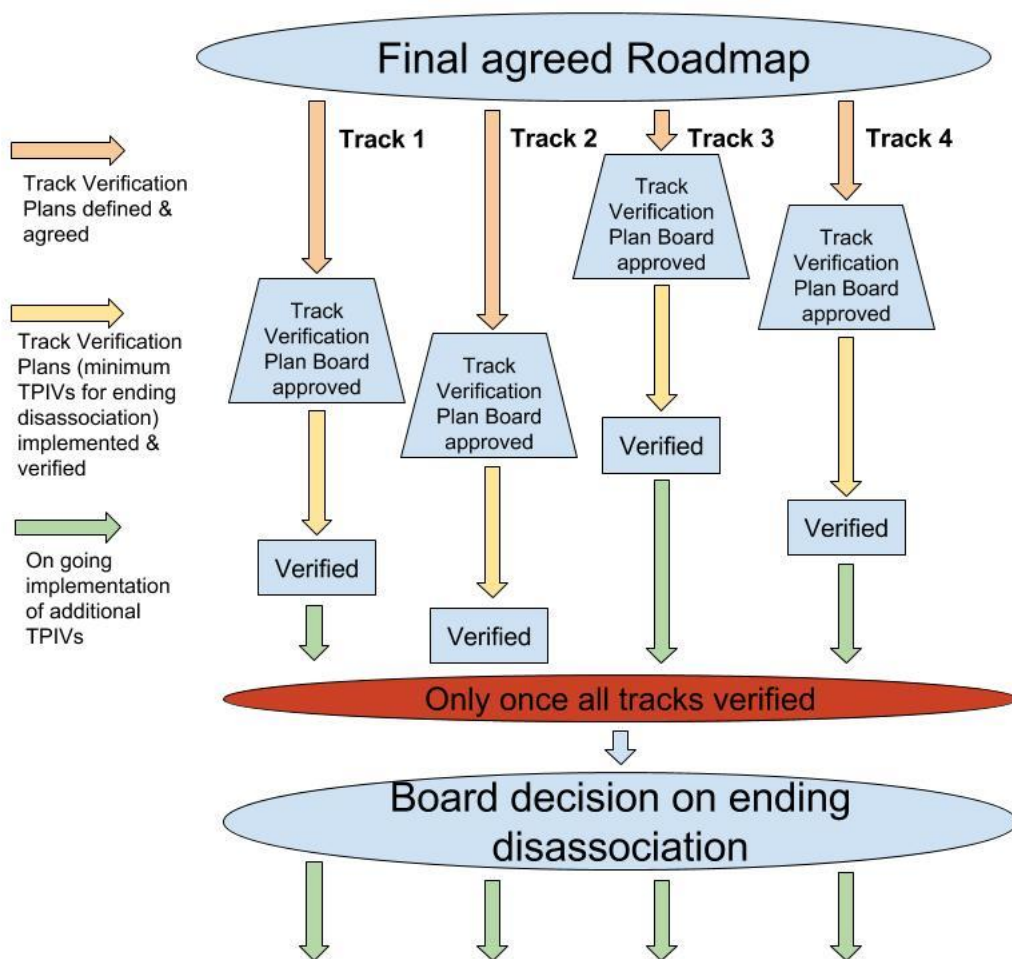 Final agreed Roadmap
Track 1
Track 2
Track 3
Track 4
Track Verification
Plans defined &
agreed
Track
Verification
Plan Board
approved
Track
Verification
Plan Board
approved
Track
Verification
Plan Board
approved
Track
Verification
Plan Board
approved
Track Verification
Plans (minimum
TPIVs for ending
disassociation)
implemented &
verified
Verified
Verified
Verified
Verified
On going
implementation
of additional
TPIVs
Only once all tracks verified
Board decision on ending
disassociation